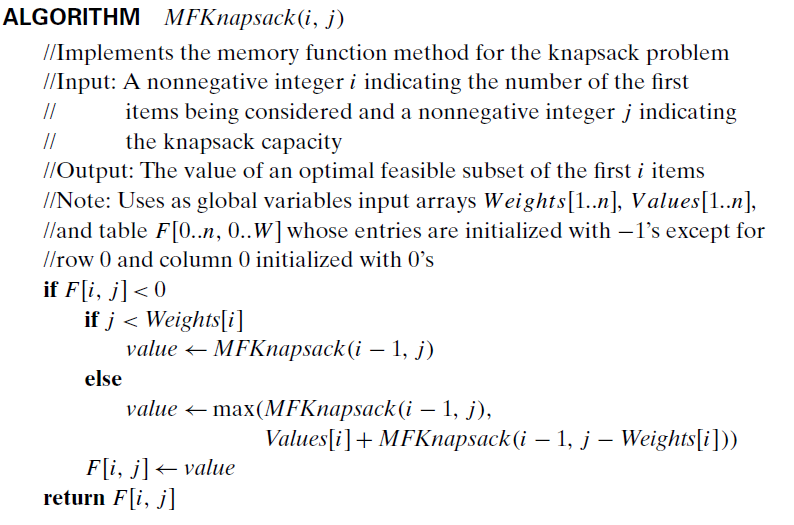 ALGORITHM MFKnapsack(i, j)
//Implements the memory function method for the knapsack problem
//Input: A nonnegative integer i indicating the number of the first
// items being considered and a nonnegative integer j indicating
// the knapsack capacity
//Output: The value of an optimal feasible subset of the first i items
//Note: Uses as global variables input arrays Weights[1..n], Values[1..n],
//and table F[0..n, 0..W] whose entries are initialized with −1's except for
//row 0 and column 0 initialized with 0's
if F[i, j] < 0
if j < Weights[i]
value ← MFKnapsack(i − 1, j)
else
value ← max(MFKnapsack(i − 1, j),
Values[i] + MFKnapsack(i − 1, j − Weights[i]))
F[i, j] ← value
return F[i, j]